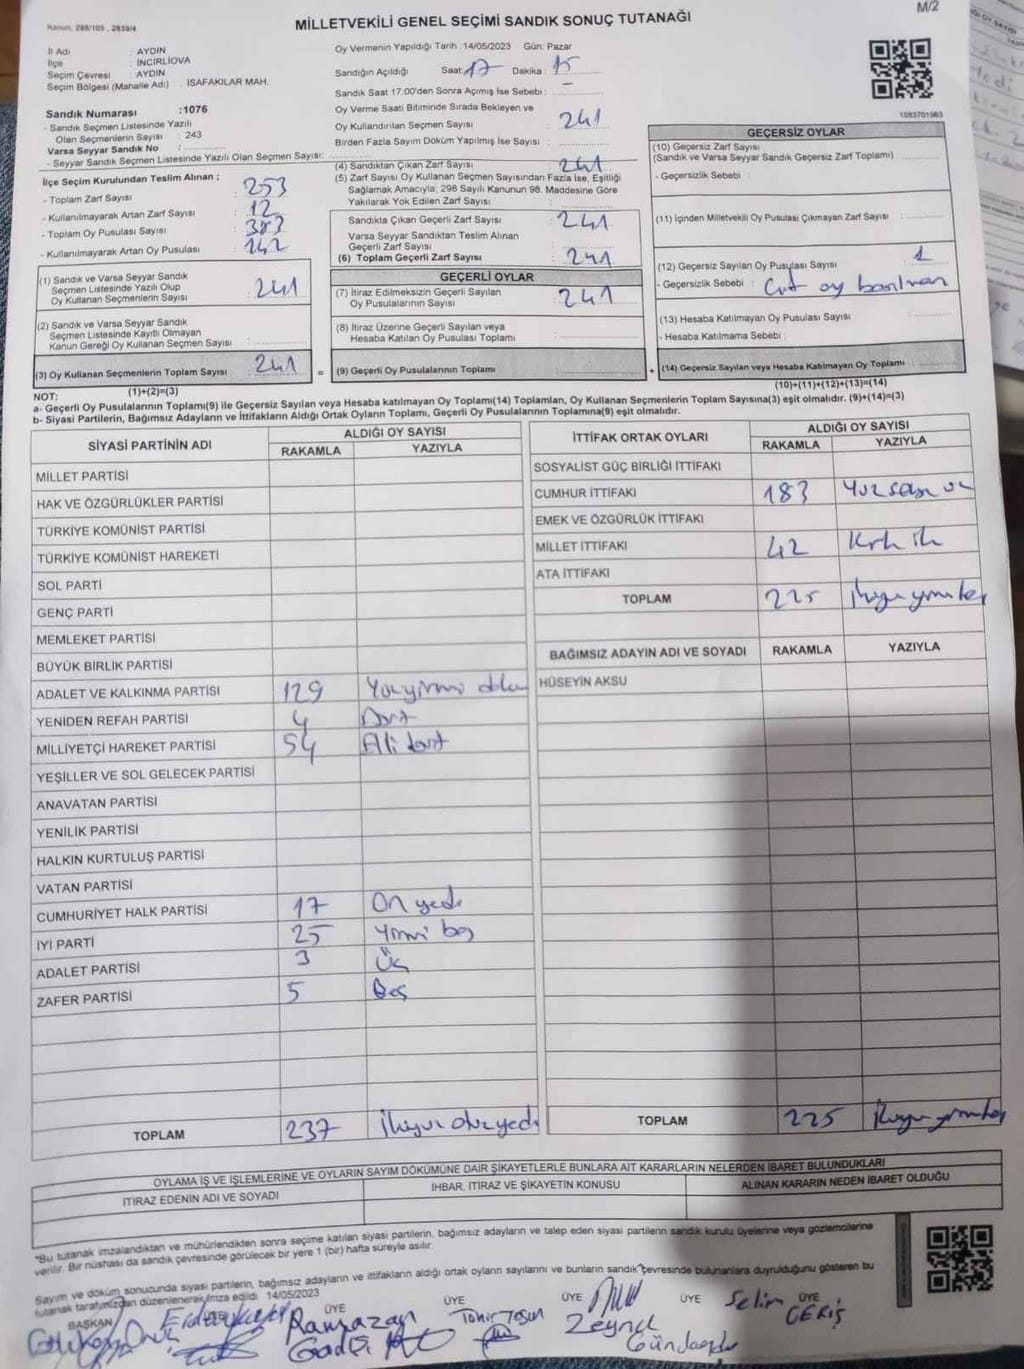 Kanun, 298/105 , 2839/4
M/2
MİLLETVEKİLİ GENEL SEÇİMİ SANDIK SONUÇ TUTANAĞI
İl Adı : AYDIN
İlçe : İNCİRLİOVA
Seçim Çevresi : AYDIN
Seçim Bölgesi (Mahalle Adı) : İSAFAKILAR MAH.
Sandık Numarası :1076
- Sandık Seçmen Listesinde Yazılı
Olan Seçmenlerin Sayısı : 243
Varsa Seyyar Sandık No :
- Seyyar Sandık Seçmen Listesinde Yazılı Olan Seçmen Sayısı:
İlçe Seçim Kurulundan Teslim Alınan ;
- Toplam Zarf Sayısı : 253
- Kullanılmayarak Artan Zarf Sayısı : 12
- Toplam Oy Pusulası Sayısı : 383
- Kullanılmayarak Artan Oy Pusulası : 142
(1) Sandık ve Varsa Seyyar Sandık
Seçmen Listesinde Yazılı Olup
Oy Kullanan Seçmenlerin Sayısı : 241
(2) Sandık ve Varsa Seyyar Sandık
Seçmen Listesinde Kayıtlı Olmayan
Kanun Gereği Oy Kullanan Seçmen Sayısı :
(3) Oy Kullanan Seçmenlerin Toplam Sayısı : 241
(1)+(2)=(3)
Oy Vermenin Yapıldığı Tarih :14/05/2023 Gün: Pazar
Sandığın Açıldığı Saat: 17 Dakika : 15
Sandık Saat 17:00'den Sonra Açılmış İse Sebebi : –
Oy Verme Saati Bitiminde Sırada Bekleyen ve
Oy Kullandırılan Seçmen Sayısı : 241
Birden Fazla Sayım Döküm Yapılmış İse Sayısı :
(4) Sandıktan Çıkan Zarf Sayısı : 241
(5) Zarf Sayısı Oy Kullanan Seçmen Sayısından Fazla İse, Eşitliği
Sağlamak Amacıyla, 298 Sayılı Kanunun 98. Maddesine Göre
Yakılarak Yok Edilen Zarf Sayısı :
Sandıkta Çıkan Geçerli Zarf Sayısı : 241
Varsa Seyyar Sandıktan Teslim Alınan
Geçerli Zarf Sayısı :
(6) Toplam Geçerli Zarf Sayısı : 241
GEÇERLİ OYLAR
(7) İtiraz Edilmeksizin Geçerli Sayılan
Oy Pusulalarının Sayısı : 241
(8) İtiraz Üzerine Geçerli Sayılan veya
Hesaba Katılan Oy Pusulası Toplamı :
= (9) Geçerli Oy Pusulalarının Toplamı :
1083701983
GEÇERSİZ OYLAR
(10) Geçersiz Zarf Sayısı
(Sandık ve Varsa Seyyar Sandık Geçersiz Zarf Toplamı) :
- Geçersizlik Sebebi :
(11) İçinden Milletvekili Oy Pusulası Çıkmayan Zarf Sayısı :
(12) Geçersiz Sayılan Oy Pusulası Sayısı : 1
- Geçersizlik Sebebi :
(13) Hesaba Katılmayan Oy Pusulası Sayısı :
- Hesaba Katılmama Sebebi :
+ (14) Geçersiz Sayılan veya Hesaba Katılmayan Oy Toplamı :
(10)+(11)+(12)+(13)=(14)
NOT:
a- Geçerli Oy Pusulalarının Toplamı(9) ile Geçersiz Sayılan veya Hesaba katılmayan Oy Toplamı(14) Toplamları, Oy Kullanan Seçmenlerin Toplam Sayısına(3) eşit olmalıdır. (9)+(14)=(3)
b- Siyasi Partilerin, Bağımsız Adayların ve İttifakların Aldığı Ortak Oyların Toplamı, Geçerli Oy Pusulalarının Toplamına(9) eşit olmalıdır.
SİYASİ PARTİNİN ADI
ALDIĞI OY SAYISI
RAKAMLA YAZIYLA
MİLLET PARTİSİ
HAK VE ÖZGÜRLÜKLER PARTİSİ
TÜRKİYE KOMÜNİST PARTİSİ
TÜRKİYE KOMÜNİST HAREKETİ
SOL PARTİ
GENÇ PARTİ
MEMLEKET PARTİSİ
BÜYÜK BİRLİK PARTİSİ
ADALET VE KALKINMA PARTİSİ 129
YENİDEN REFAH PARTİSİ 4 Dört
MİLLİYETÇİ HAREKET PARTİSİ 54
YEŞİLLER VE SOL GELECEK PARTİSİ
ANAVATAN PARTİSİ
YENİLİK PARTİSİ
HALKIN KURTULUŞ PARTİSİ
VATAN PARTİSİ
CUMHURİYET HALK PARTİSİ 17 On yedi
İYİ PARTİ 25 Yirmi beş
ADALET PARTİSİ 3 Üç
ZAFER PARTİSİ 5 Beş
TOPLAM 237
İTTİFAK ORTAK OYLARI
ALDIĞI OY SAYISI
RAKAMLA YAZIYLA
SOSYALİST GÜÇ BİRLİĞİ İTTİFAKI
CUMHUR İTTİFAKI 183
EMEK VE ÖZGÜRLÜK İTTİFAKI
MİLLET İTTİFAKI 42
ATA İTTİFAKI
TOPLAM 225
BAĞIMSIZ ADAYIN ADI VE SOYADI RAKAMLA YAZIYLA
HÜSEYİN AKSU
TOPLAM 225
OYLAMA İŞ VE İŞLEMLERİNE VE OYLARIN SAYIM DÖKÜMÜNE DAİR ŞİKAYETLERLE BUNLARA AİT KARARLARIN NELERDEN İBARET BULUNDUKLARI
İTİRAZ EDENİN ADI VE SOYADI İHBAR, İTİRAZ VE ŞİKAYETİN KONUSU ALINAN KARARIN NEDEN İBARET OLDUĞU
*Bu tutanak imzalandıktan ve mühürlendikten sonra seçime katılan siyasi partilerin, bağımsız adayların ve talep eden siyasi partilerin sandık kurulu üyelerine veya gözlemcilerine
verilir. Bir nüshası da sandık çevresinde görülecek bir yere 1 (bir) hafta süreyle asılır.
Sayım ve döküm sonucunda siyasi partilerin, bağımsız adayların ve ittifakların aldığı ortak oyların sayılarını ve bunların sandık çevresinde bulunanlara duyrulduğunu gösteren bu
tutanak tarafımızdan düzenlenerek imza edildi. 14/05/2023
BAŞKAN ÜYE ÜYE ÜYE ÜYE ÜYE
Ramazan Tahir Tosun Zeynel Selim GERİŞ